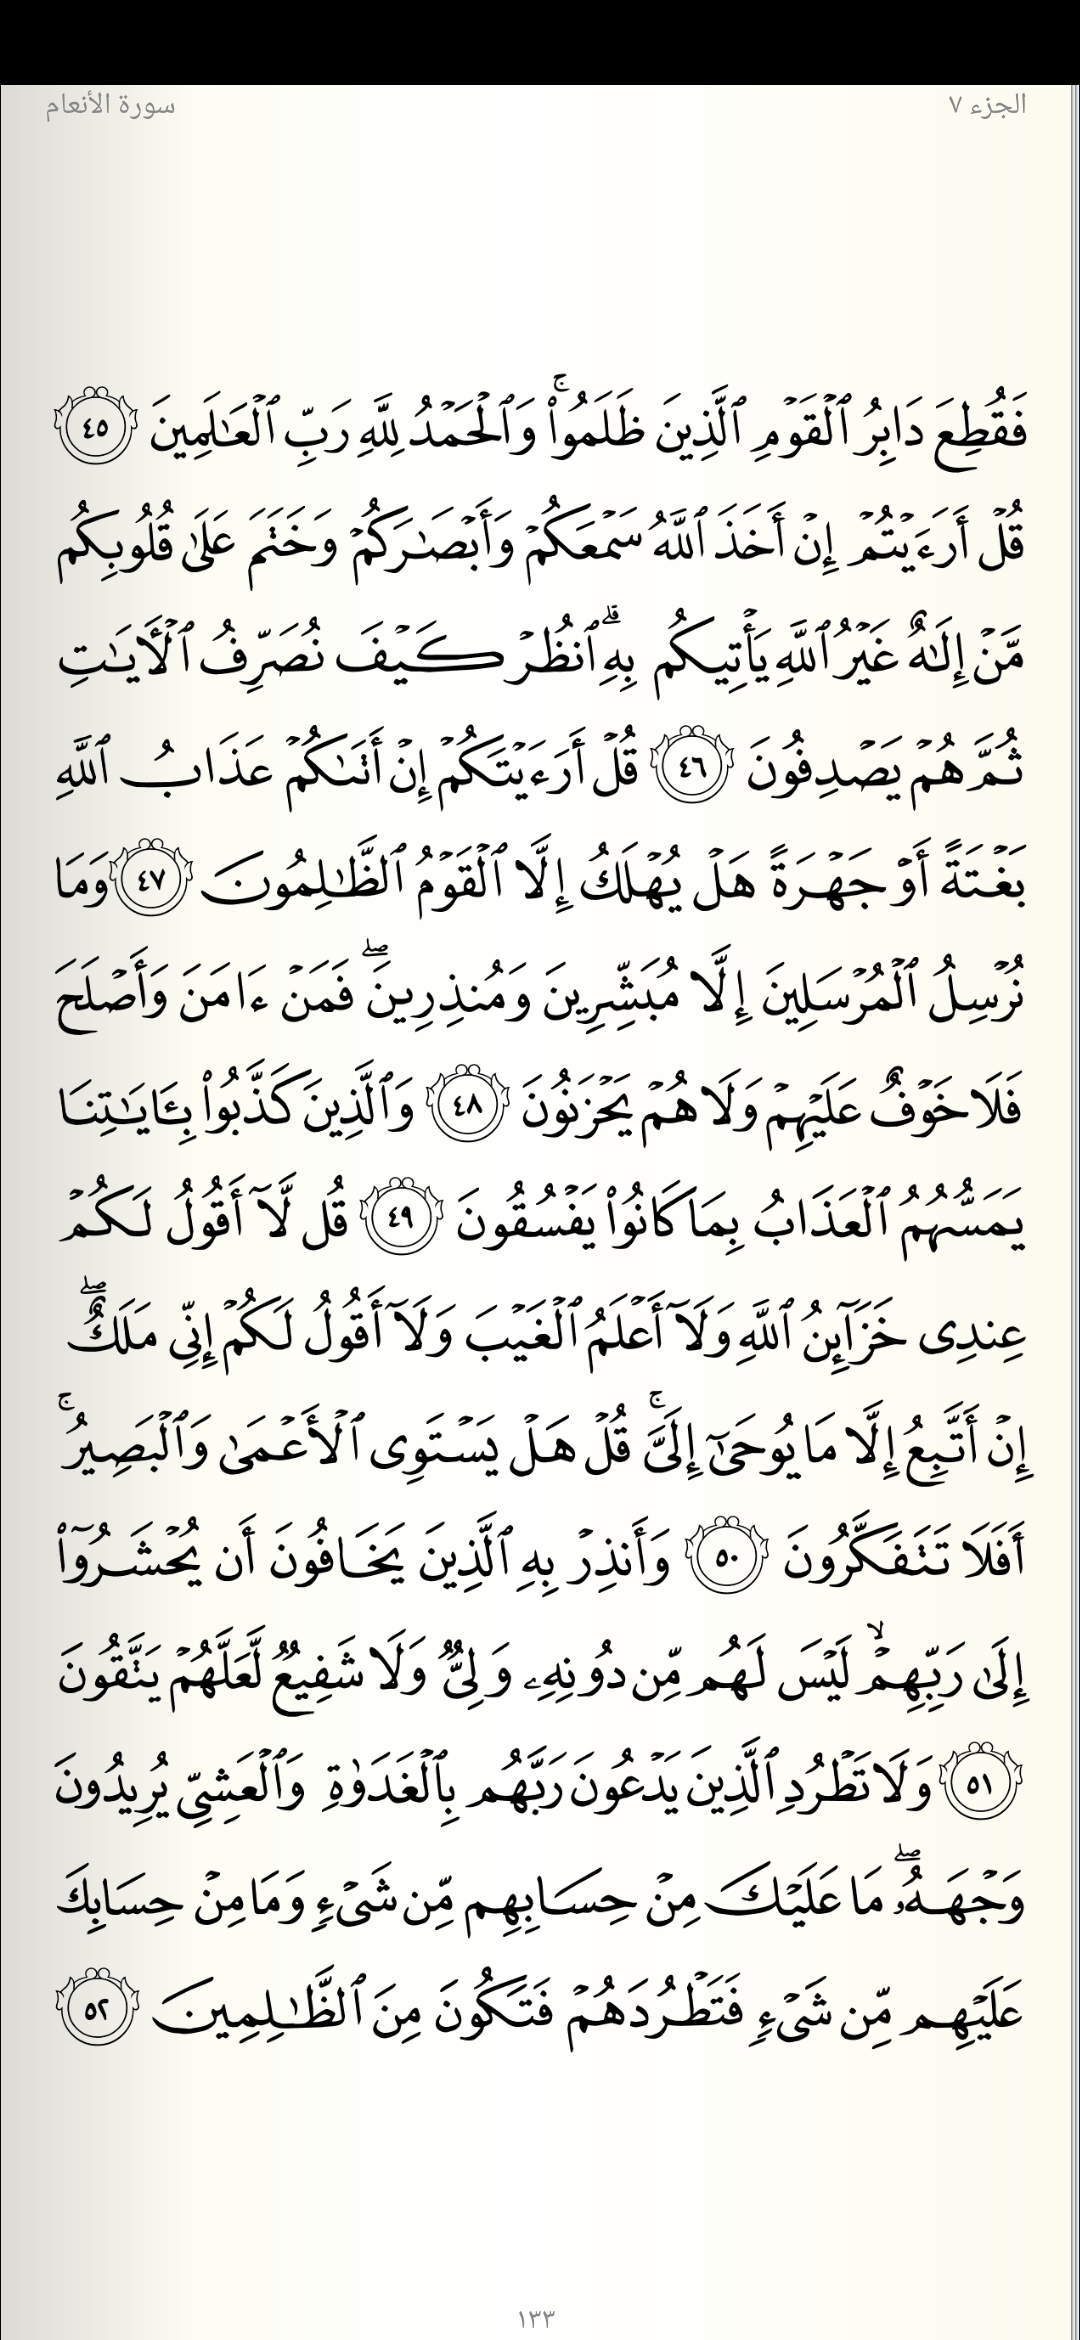 الجزء ٧
سورة الأنعام
فَقُطِعَ دَابِرُ ٱلۡقَوۡمِ ٱلَّذِينَ ظَلَمُواْۚ وَٱلۡحَمۡدُ لِلَّهِ رَبِّ ٱلۡعَٰلَمِينَ ٤٥
قُلۡ أَرَءَيۡتُمۡ إِنۡ أَخَذَ ٱللَّهُ سَمۡعَكُمۡ وَأَبۡصَٰرَكُمۡ وَخَتَمَ عَلَىٰ قُلُوبِكُم
مَّنۡ إِلَٰهٌ غَيۡرُ ٱللَّهِ يَأۡتِيكُم بِهِۗ ٱنظُرۡ كَيۡفَ نُصَرِّفُ ٱلۡأٓيَٰتِ
ثُمَّ هُمۡ يَصۡدِفُونَ ٤٦ قُلۡ أَرَءَيۡتَكُمۡ إِنۡ أَتَىٰكُمۡ عَذَابُ ٱللَّهِ
بَغۡتَةً أَوۡ جَهۡرَةً هَلۡ يُهۡلَكُ إِلَّا ٱلۡقَوۡمُ ٱلظَّٰلِمُونَ ٤٧ وَمَا
نُرۡسِلُ ٱلۡمُرۡسَلِينَ إِلَّا مُبَشِّرِينَ وَمُنذِرِينَۖ فَمَنۡ ءَامَنَ وَأَصۡلَحَ
فَلَا خَوۡفٌ عَلَيۡهِمۡ وَلَا هُمۡ يَحۡزَنُونَ ٤٨ وَٱلَّذِينَ كَذَّبُواْ بِـَٔايَٰتِنَا
يَمَسُّهُمُ ٱلۡعَذَابُ بِمَا كَانُواْ يَفۡسُقُونَ ٤٩ قُل لَّآ أَقُولُ لَكُمۡ
عِندِي خَزَآئِنُ ٱللَّهِ وَلَآ أَعۡلَمُ ٱلۡغَيۡبَ وَلَآ أَقُولُ لَكُمۡ إِنِّي مَلَكٌۖ
إِنۡ أَتَّبِعُ إِلَّا مَا يُوحَىٰٓ إِلَيَّۚ قُلۡ هَلۡ يَسۡتَوِي ٱلۡأَعۡمَىٰ وَٱلۡبَصِيرُۚ
أَفَلَا تَتَفَكَّرُونَ ٥٠ وَأَنذِرۡ بِهِ ٱلَّذِينَ يَخَافُونَ أَن يُحۡشَرُوٓاْ
إِلَىٰ رَبِّهِمۡۙ لَيۡسَ لَهُم مِّن دُونِهِۦ وَلِيٌّ وَلَا شَفِيعٌ لَّعَلَّهُمۡ يَتَّقُونَ
٥١ وَلَا تَطۡرُدِ ٱلَّذِينَ يَدۡعُونَ رَبَّهُم بِٱلۡغَدَوٰةِ وَٱلۡعَشِيِّ يُرِيدُونَ
وَجۡهَهُۥۖ مَا عَلَيۡكَ مِنۡ حِسَابِهِم مِّن شَيۡءٍ وَمَا مِنۡ حِسَابِكَ
عَلَيۡهِم مِّن شَيۡءٍ فَتَطۡرُدَهُمۡ فَتَكُونَ مِنَ ٱلظَّٰلِمِينَ ٥٢
١٣٣